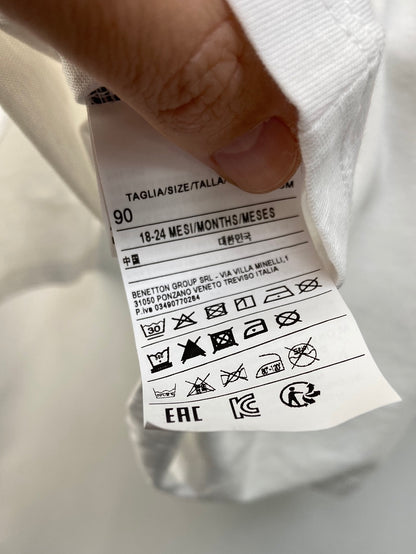 TAGLIA/SIZE/TALLA/
90
18-24 MESI/MONTHS/MESES
中国 대한민국
BENETTON GROUP SRL - VIA VILLA MINELLI,1
31050 PONZANO VENETO TREVISO ITALIA
P.iva 03490770264
30
EAC